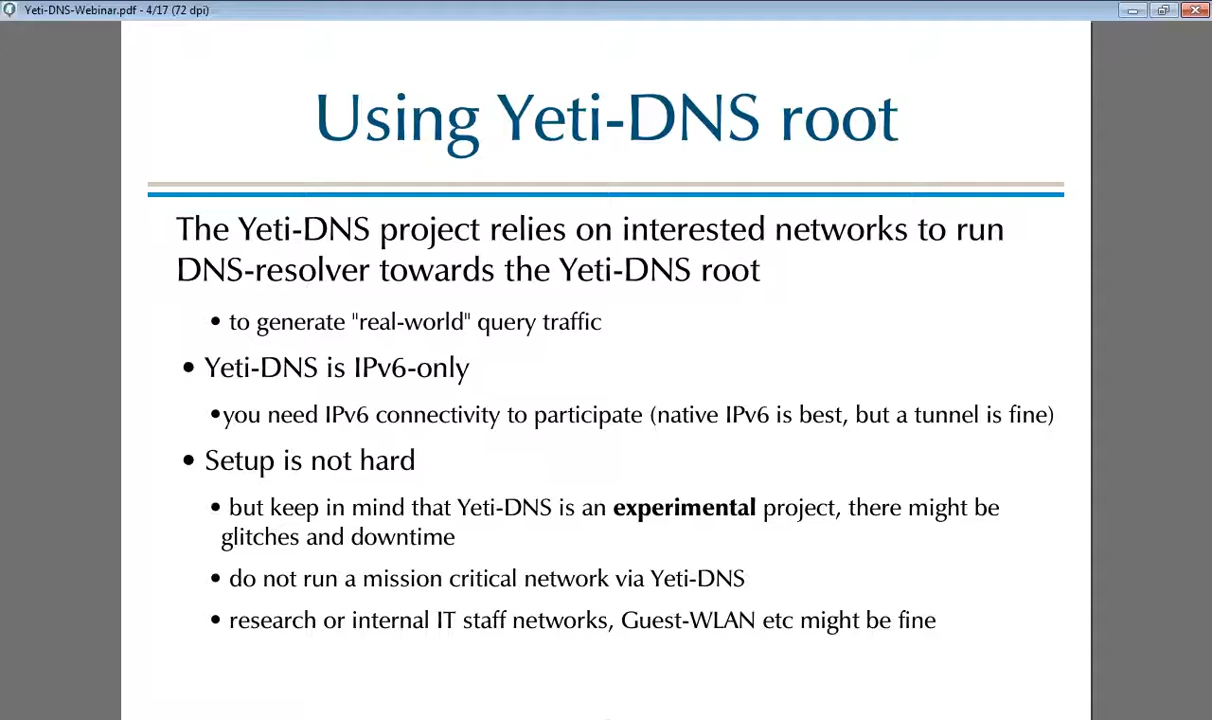 Yeti-DNS-Webinar.pdf - 4/17 (72 dpi)
Using Yeti-DNS root
The Yeti-DNS project relies on interested networks to run
DNS-resolver towards the Yeti-DNS root
• to generate "real-world" query traffic
• Yeti-DNS is IPv6-only
•you need IPv6 connectivity to participate (native IPv6 is best, but a tunnel is fine)
• Setup is not hard
• but keep in mind that Yeti-DNS is an experimental project, there might be
glitches and downtime
• do not run a mission critical network via Yeti-DNS
• research or internal IT staff networks, Guest-WLAN etc might be fine